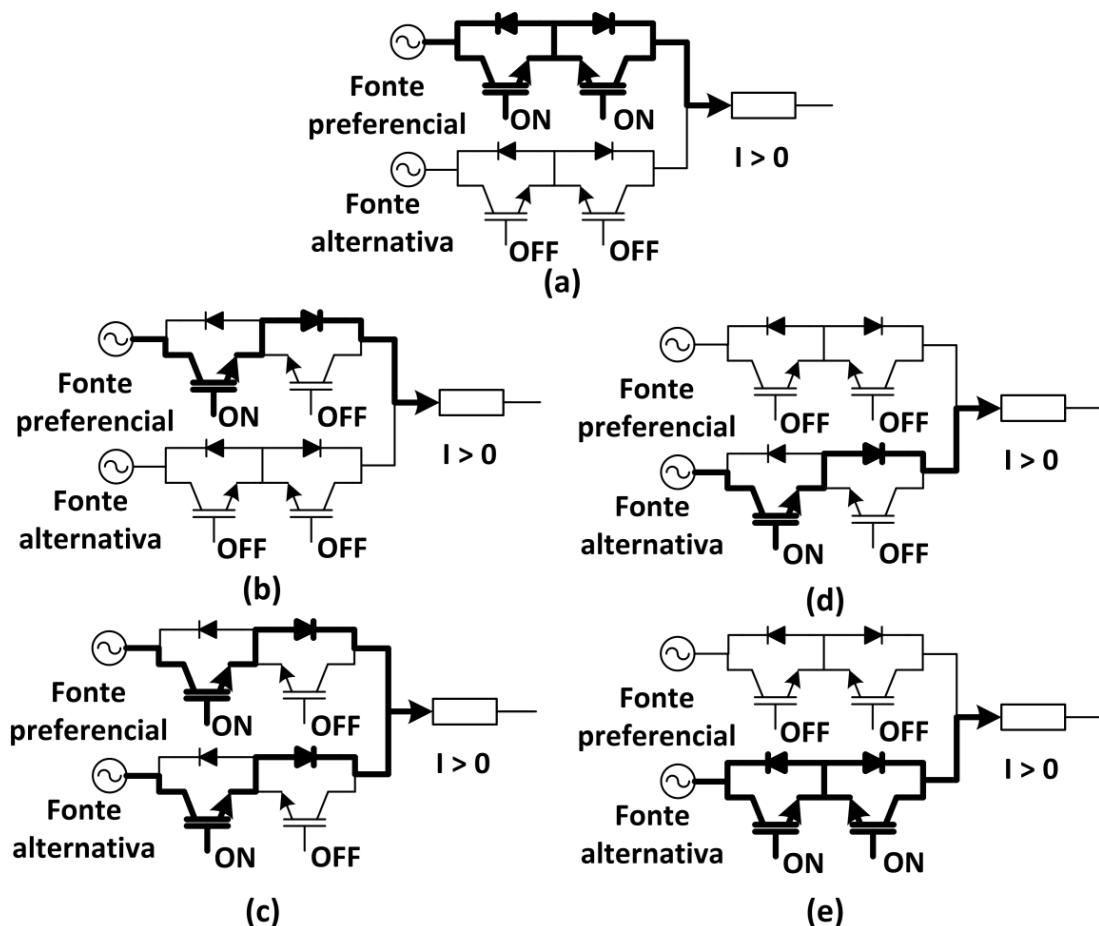 Fonte
preferencial
ON
ON
I > 0
Fonte
alternativa
OFF
OFF
(a)
Fonte
preferencial
ON
OFF
I > 0
Fonte
alternativa
OFF
OFF
(b)
Fonte
preferencial
OFF
OFF
I > 0
Fonte
alternativa
ON
OFF
(d)
Fonte
preferencial
ON
OFF
I > 0
Fonte
alternativa
ON
OFF
(c)
Fonte
preferencial
OFF
OFF
I > 0
Fonte
alternativa
ON
ON
(e)